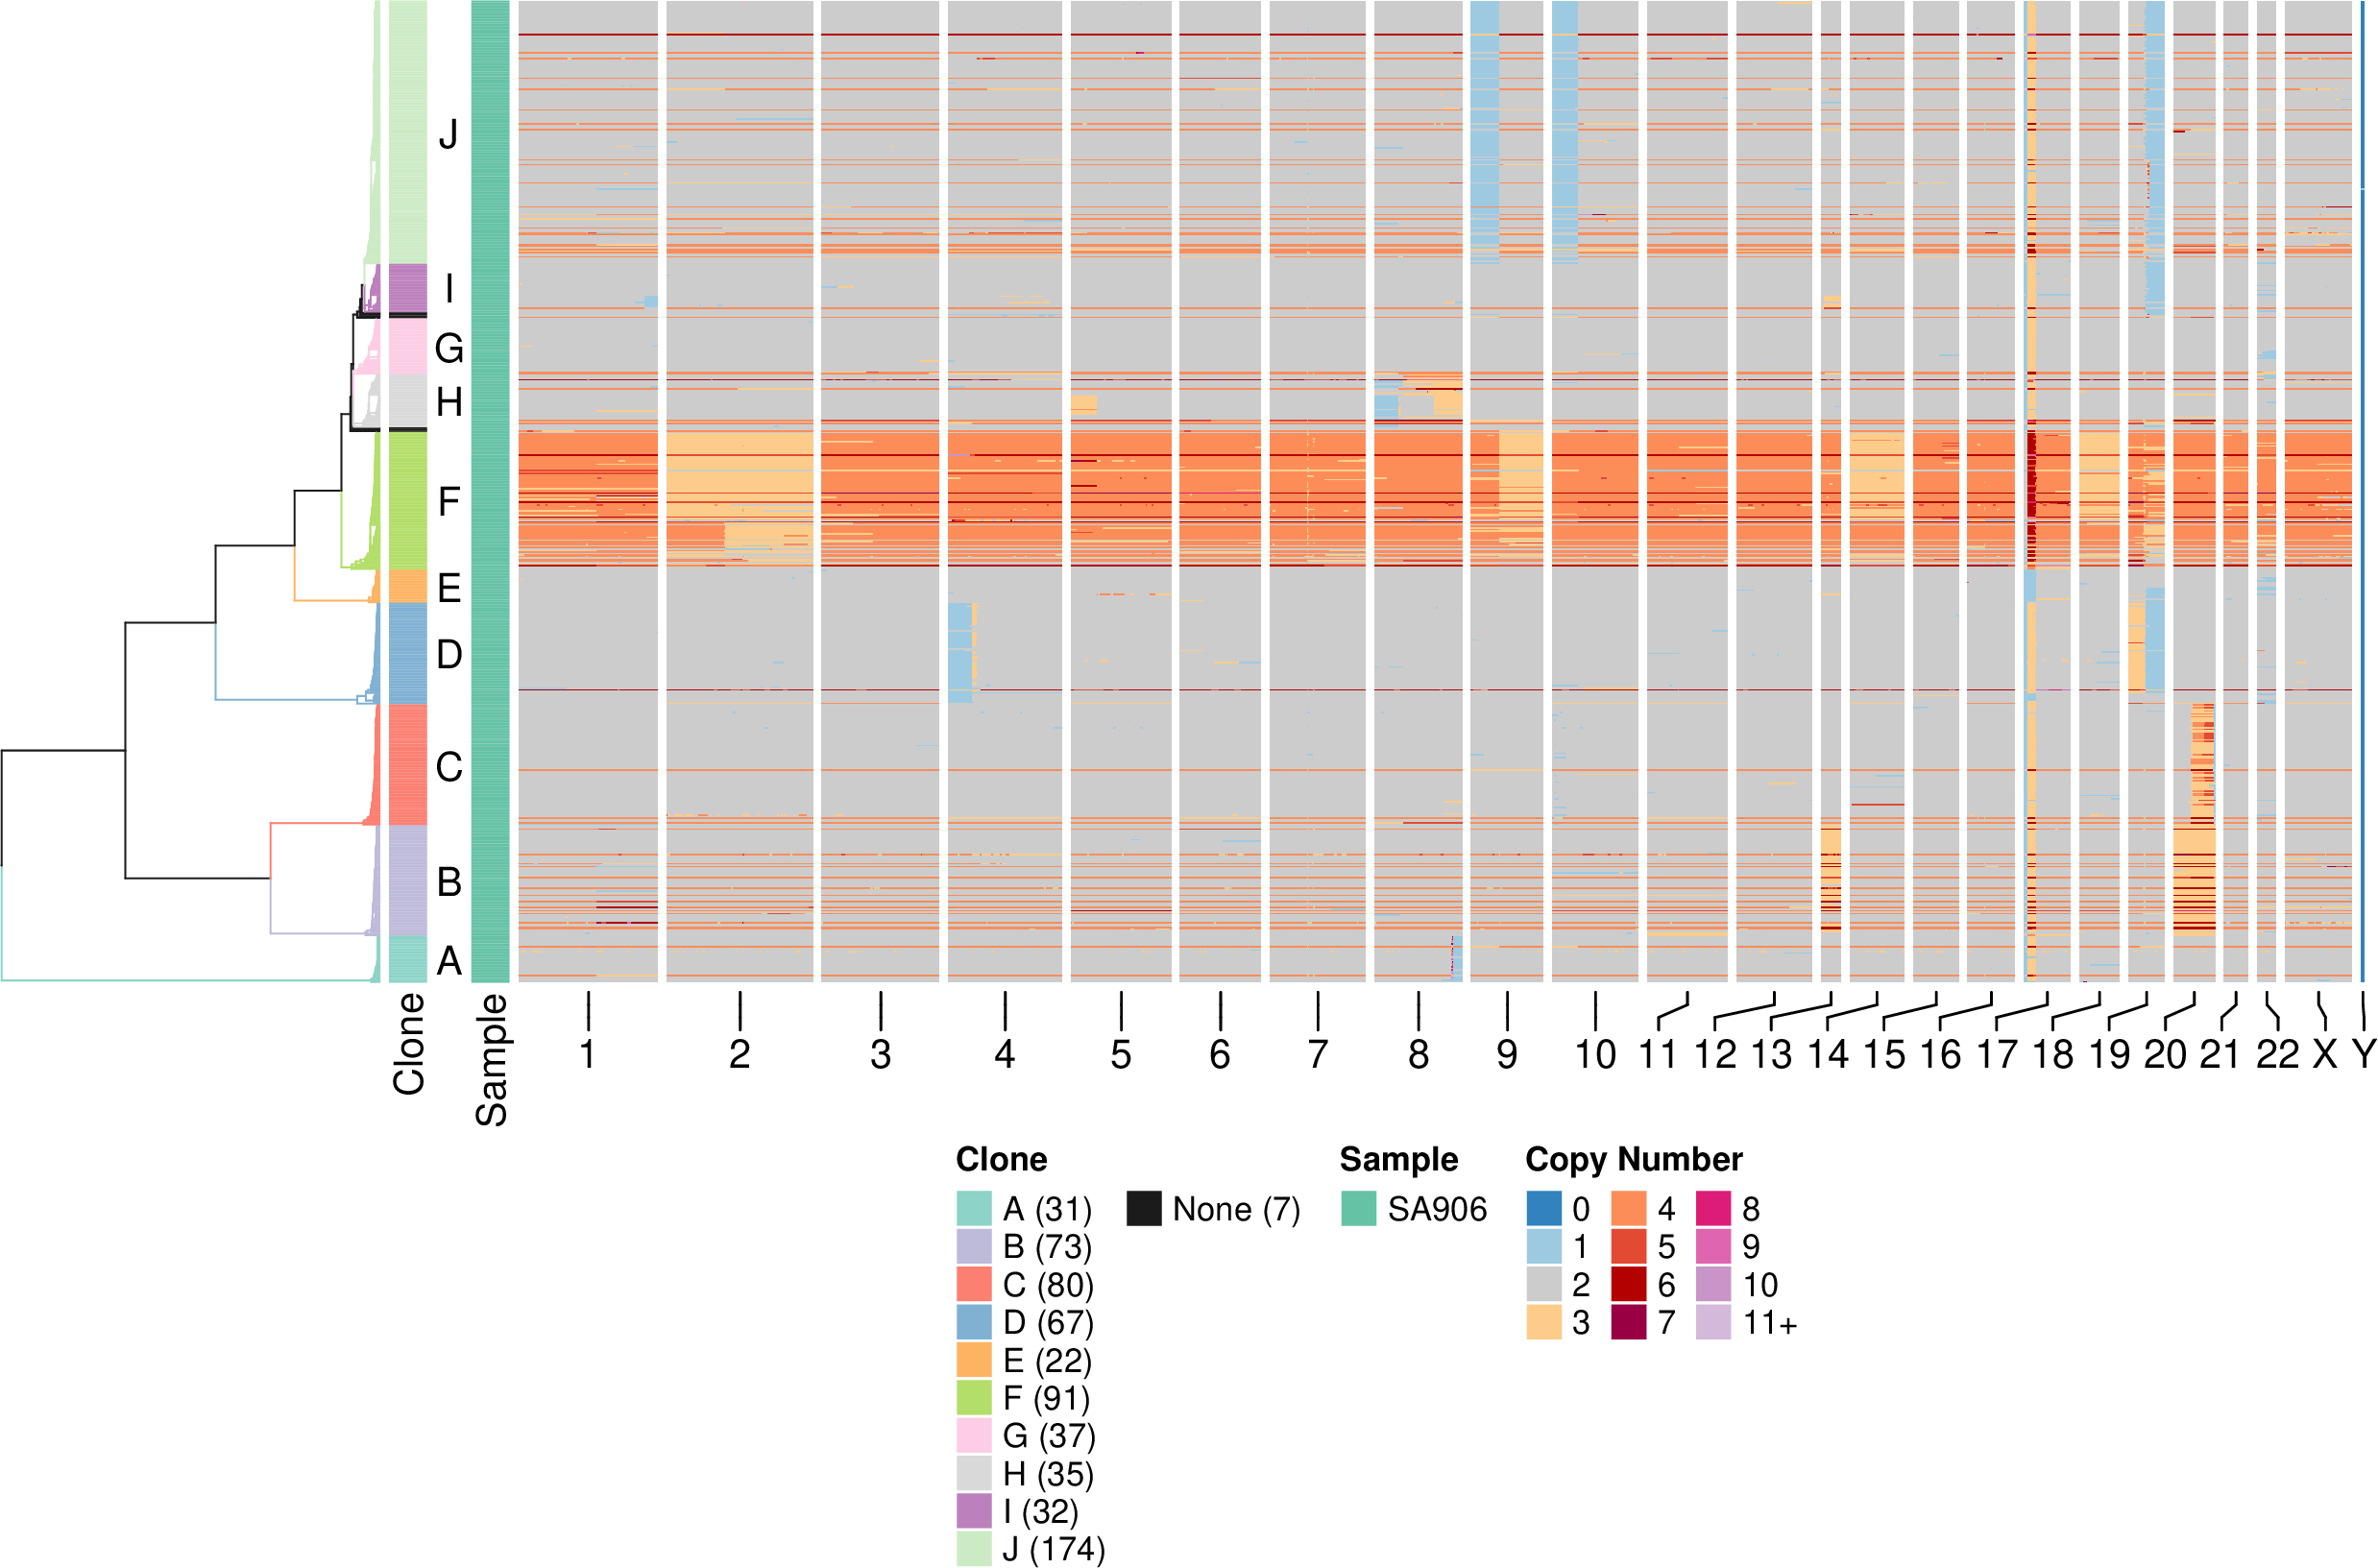 J
I
G
H
F
E
D
C
B
A
Clone
Sample
1 2 3 4 5 6 7 8 9 10 11 12 13 14 15 16 17 18 19 20 21 22 X Y
Clone Sample Copy Number
A (31) None (7) SA906 0 4 8
B (73) 1 5 9
C (80) 2 6 10
D (67) 3 7 11+
E (22)
F (91)
G (37)
H (35)
I (32)
J (174)